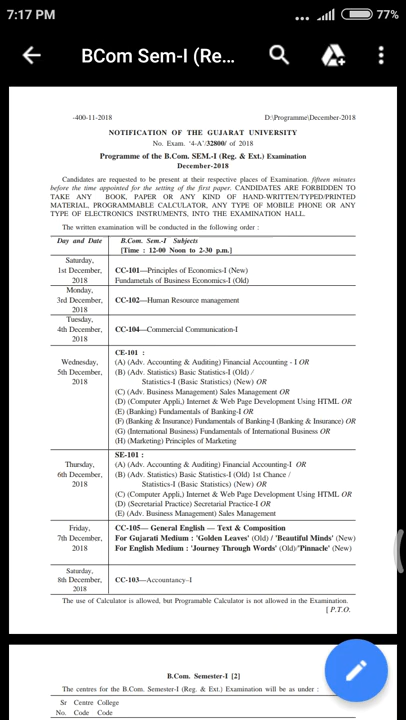 7:17 PM ... 77%
BCom Sem-I (Re...
-400-11-2018 D:\Programme\December-2018
NOTIFICATION OF THE GUJARAT UNIVERSITY
No. Exam. '4-A'/32800/ of 2018
Programme of the B.Com. SEM.-I (Reg. & Ext.) Examination
December-2018
Candidates are requested to be present at their respective places of Examination. fifteen minutes
before the time appointed for the setting of the first paper. CANDIDATES ARE FORBIDDEN TO
TAKE ANY BOOK, PAPER OR ANY KIND OF HAND-WRITTEN/TYPED/PRINTED
MATERIAL, PROGRAMMABLE CALCULATOR, ANY TYPE OF MOBILE PHONE OR ANY
TYPE OF ELECTRONICS INSTRUMENTS, INTO THE EXAMINATION HALL.
The written examination will be conducted in the following order :
Day and Date B.Com. Sem.-I Subjects
[Time : 12-00 Noon to 2-30 p.m.]
Saturday,
1st December, CC-101—Principles of Economics-I (New)
2018 Fundametals of Business Economics-I (Old)
Monday,
3rd December, CC-102—Human Resource management
2018
Tuesday,
4th December, CC-104—Commercial Communication-I
2018
CE-101 :
Wednesday, (A) (Adv. Accounting & Auditing) Financial Accounting - I OR
5th December, (B) (Adv. Statistics) Basic Statistics-I (Old) /
2018 Statistics-I (Basic Statistics) (New) OR
(C) (Adv. Business Management) Sales Management OR
(D) (Computer Appli,) Internet & Web Page Development Using HTML OR
(E) (Banking) Fundamentals of Banking-I OR
(F) (Banking & Insurance) Fundamentals of Banking-I (Banking & Insurance) OR
(G) (International Business) Fundamentals of International Business OR
(H) (Marketing) Principles of Marketing
SE-101 :
Thursday, (A) (Adv. Accounting & Auditing) Financial Accounting-I OR
6th December, (B) (Adv. Statistics) Basic Statistics-I (Old) 1st Chance /
2018 Statistics-I (Basic Statistics) (New) OR
(C) (Computer Appli,) Internet & Web Page Development Using HTML OR
(D) (Secretarial Practice) Secretarial Practice-I OR
(E) (Adv. Business Management) Sales Management
Friday, CC-105— General English — Text & Composition
7th December, For Gujarati Medium : 'Golden Leaves' (Old) / 'Beautiful Minds' (New)
2018 For English Medium : 'Journey Through Words' (Old)/'Pinnacle' (New)
Saturday,
8th December, CC-103—Accountancy–I
2018
The use of Calculator is allowed, but Programable Calculator is not allowed in the Examination.
[ P.T.O.
B.Com. Semester-I [2]
The centres for the B.Com. Semester-I (Reg. & Ext.) Examination will be as under :
Sr Centre College
No. Code Code